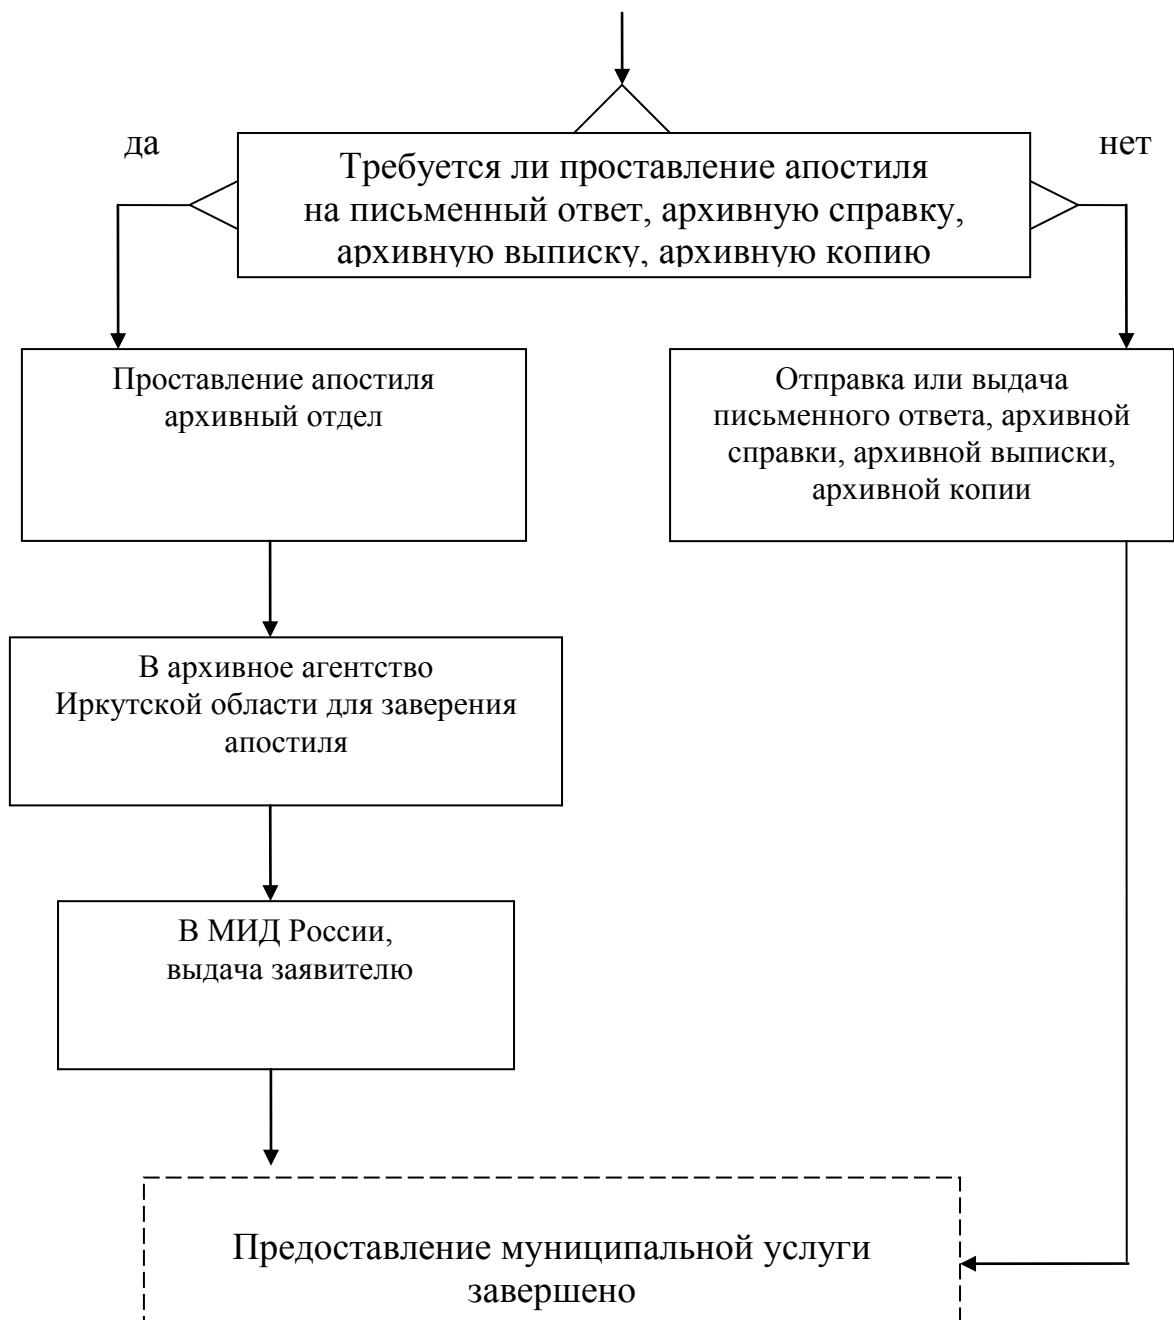 да
нет
Требуется ли проставление апостиля
на письменный ответ, архивную справку,
архивную выписку, архивную копию
Проставление апостиля
архивный отдел
Отправка или выдача
письменного ответа, архивной
справки, архивной выписки,
архивной копии
В архивное агентство
Иркутской области для заверения
апостиля
В МИД России,
выдача заявителю
Предоставление муниципальной услуги
завершено